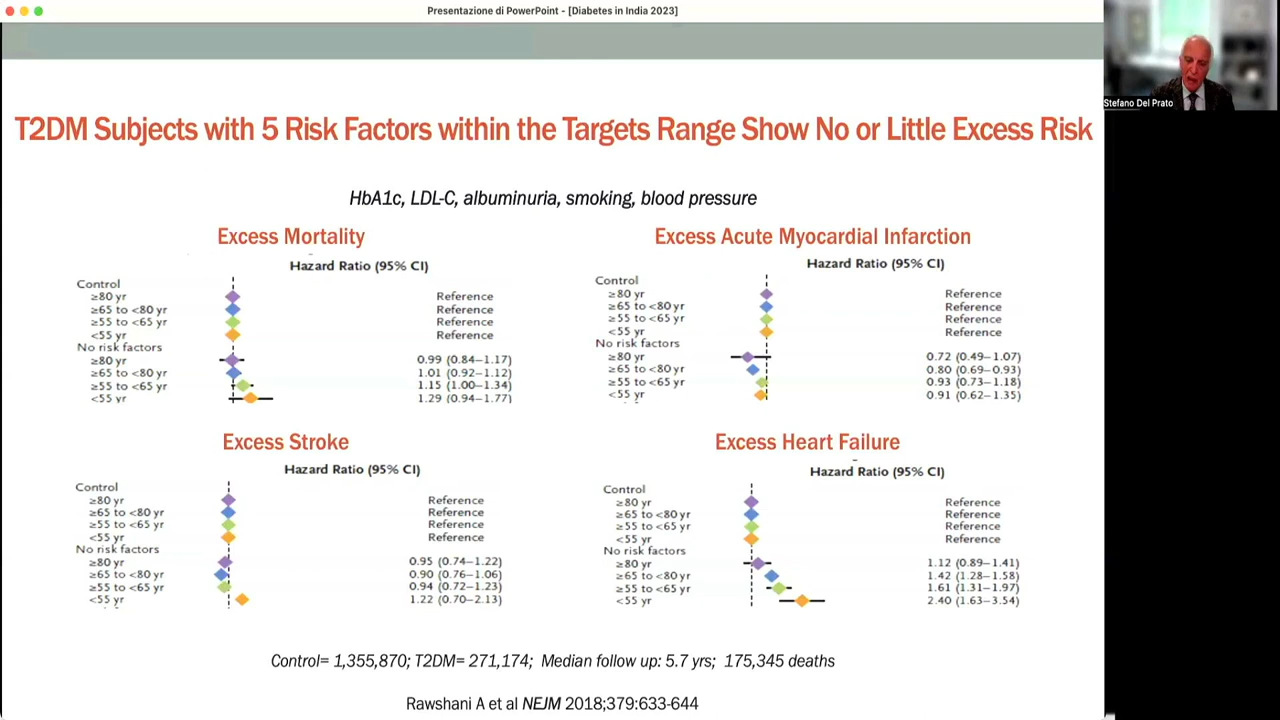 Presentazione di PowerPoint - [Diabetes in India 2023]
Stefano Del Prato
T2DM Subjects with 5 Risk Factors within the Targets Range Show No or Little Excess Risk
HbA1c, LDL-C, albuminuria, smoking, blood pressure
Excess Mortality
Hazard Ratio (95% CI)
Control
≥80 yr Reference
≥65 to <80 yr Reference
≥55 to <65 yr Reference
<55 yr Reference
No risk factors
≥80 yr 0.99 (0.84–1.17)
≥65 to <80 yr 1.01 (0.92–1.12)
≥55 to <65 yr 1.15 (1.00–1.34)
<55 yr 1.29 (0.94–1.77)
Excess Acute Myocardial Infarction
Hazard Ratio (95% CI)
Control
≥80 yr Reference
≥65 to <80 yr Reference
≥55 to <65 yr Reference
<55 yr Reference
No risk factors
≥80 yr 0.72 (0.49–1.07)
≥65 to <80 yr 0.80 (0.69–0.93)
≥55 to <65 yr 0.93 (0.73–1.18)
<55 yr 0.91 (0.62–1.35)
Excess Stroke
Hazard Ratio (95% CI)
Control
≥80 yr Reference
≥65 to <80 yr Reference
≥55 to <65 yr Reference
<55 yr Reference
No risk factors
≥80 yr 0.95 (0.74–1.22)
≥65 to <80 yr 0.90 (0.76–1.06)
≥55 to <65 yr 0.94 (0.72–1.23)
<55 yr 1.22 (0.70–2.13)
Excess Heart Failure
Hazard Ratio (95% CI)
Control
≥80 yr Reference
≥65 to <80 yr Reference
≥55 to <65 yr Reference
<55 yr Reference
No risk factors
≥80 yr 1.12 (0.89–1.41)
≥65 to <80 yr 1.42 (1.28–1.58)
≥55 to <65 yr 1.61 (1.31–1.97)
<55 yr 2.40 (1.63–3.54)
Control= 1,355,870; T2DM= 271,174; Median follow up: 5.7 yrs; 175,345 deaths
Rawshani A et al NEJM 2018;379:633-644